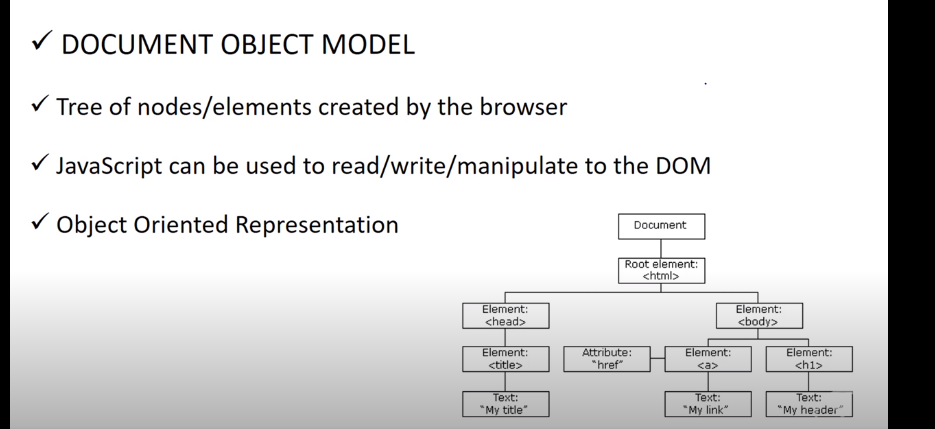 ✓ DOCUMENT OBJECT MODEL
✓ Tree of nodes/elements created by the browser
✓ JavaScript can be used to read/write/manipulate to the DOM
✓ Object Oriented Representation
Document
Root element:
<html>
Element:
<head>
Element:
<body>
Element:
<title>
Attribute:
"href"
Element:
<a>
Element:
<h1>
Text:
"My title"
Text:
"My link"
Text:
"My header"